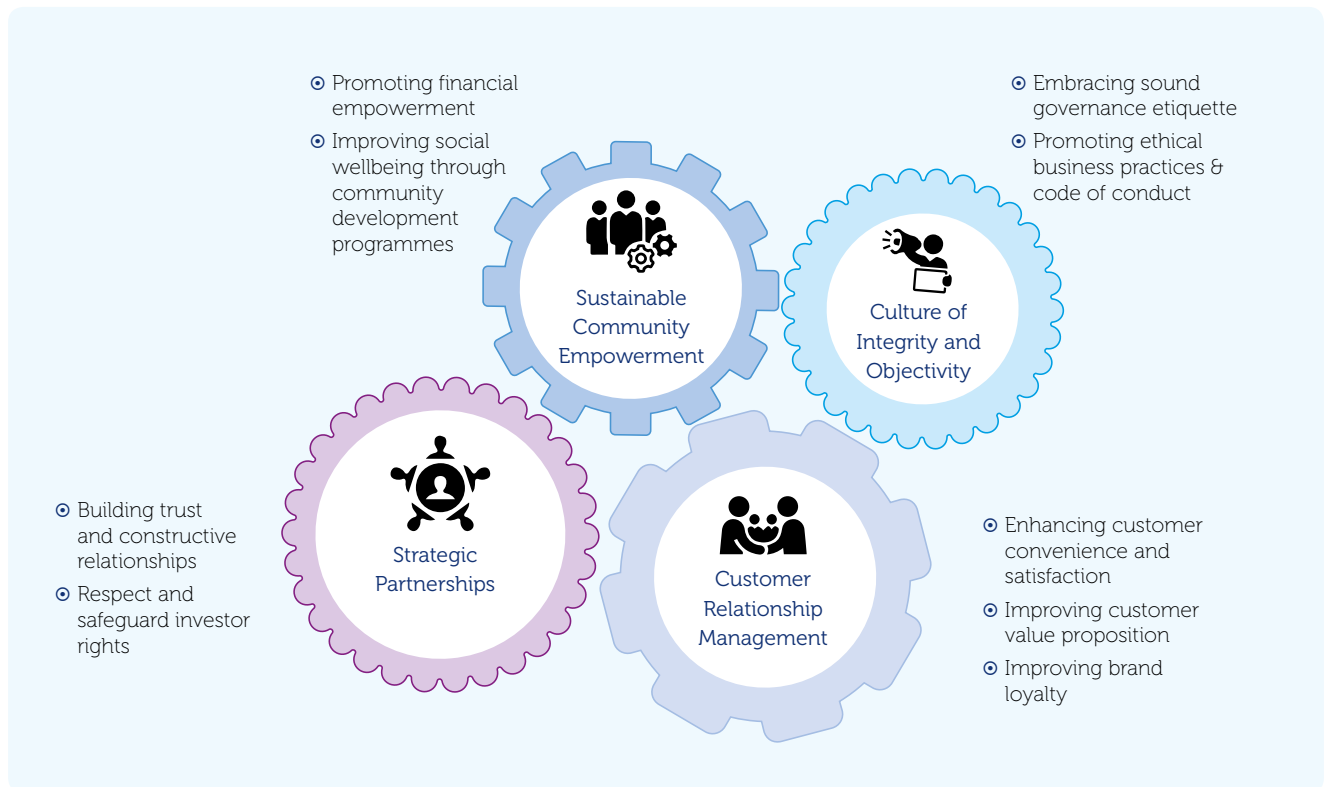 Promoting financial
empowerment
Improving social
wellbeing through
community
development
programmes
Sustainable
Community
Empowerment
Embracing sound
governance etiquette
Promoting ethical
business practices &
code of conduct
Culture of
Integrity and
Objectivity
Building trust
and constructive
relationships
Respect and
safeguard investor
rights
Strategic
Partnerships
Customer
Relationship
Management
Enhancing customer
convenience and
satisfaction
Improving customer
value proposition
Improving brand
loyalty